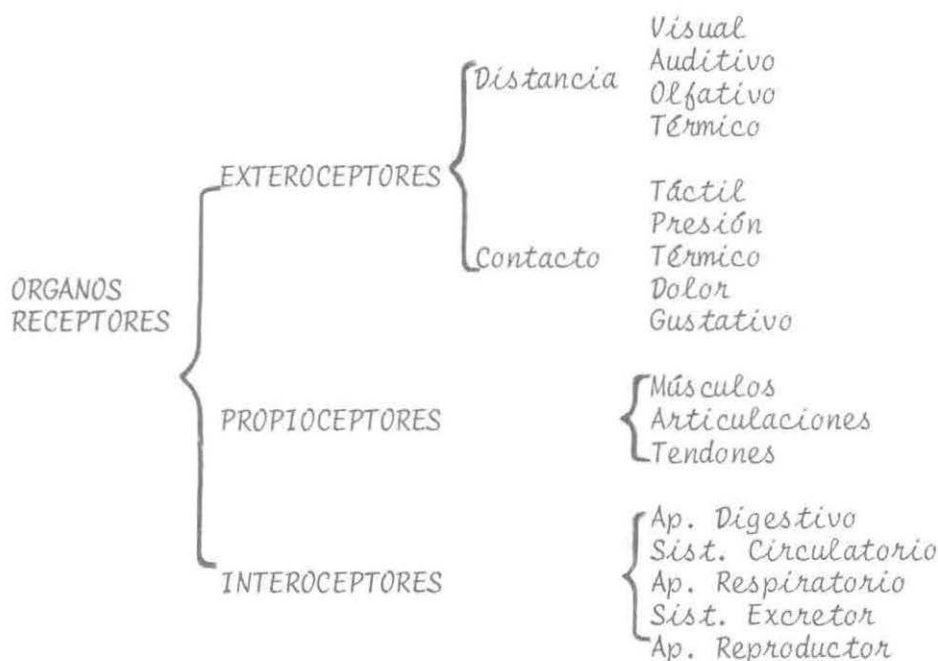 ORGANOS
RECEPTORES
EXTEROCEPTORES
Distancia
Visual
Auditivo
Olfativo
Térmico
Contacto
Táctil
Presión
Térmico
Dolor
Gustativo
PROPIOCEPTORES
Músculos
Articulaciones
Tendones
INTEROCEPTORES
Ap. Digestivo
Sist. Circulatorio
Ap. Respiratorio
Sist. Excretor
Ap. Reproductor